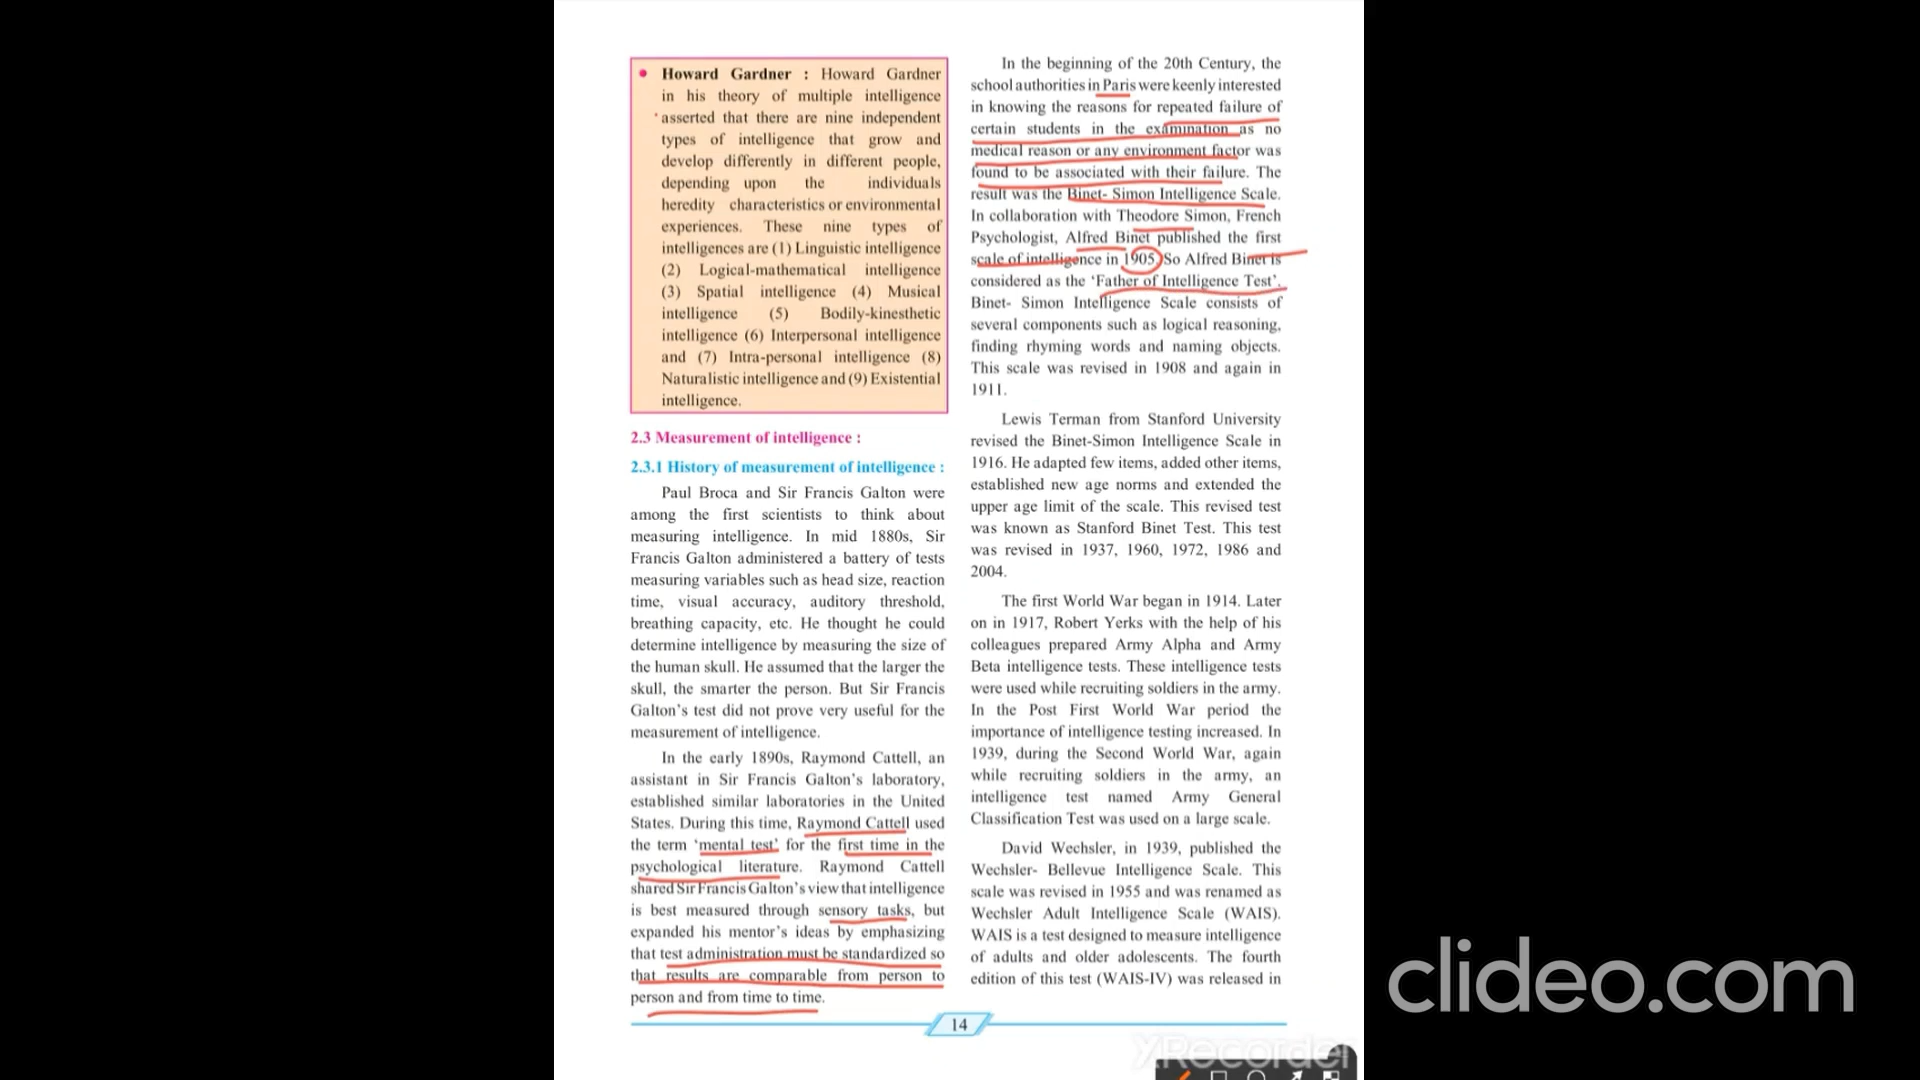 • Howard Gardner : Howard Gardner
in his theory of multiple intelligence
asserted that there are nine independent
types of intelligence that grow and
develop differently in different people,
depending upon the individuals
heredity characteristics or environmental
experiences. These nine types of
intelligences are (1) Linguistic intelligence
(2) Logical-mathematical intelligence
(3) Spatial intelligence (4) Musical
intelligence (5) Bodily-kinesthetic
intelligence (6) Interpersonal intelligence
and (7) Intra-personal intelligence (8)
Naturalistic intelligence and (9) Existential
intelligence.
2.3 Measurement of intelligence :
2.3.1 History of measurement of intelligence :
Paul Broca and Sir Francis Galton were
among the first scientists to think about
measuring intelligence. In mid 1880s, Sir
Francis Galton administered a battery of tests
measuring variables such as head size, reaction
time, visual accuracy, auditory threshold,
breathing capacity, etc. He thought he could
determine intelligence by measuring the size of
the human skull. He assumed that the larger the
skull, the smarter the person. But Sir Francis
Galton's test did not prove very useful for the
measurement of intelligence.
In the early 1890s, Raymond Cattell, an
assistant in Sir Francis Galton's laboratory,
established similar laboratories in the United
States. During this time, Raymond Cattell used
the term 'mental test' for the first time in the
psychological literature. Raymond Cattell
shared Sir Francis Galton's view that intelligence
is best measured through sensory tasks, but
expanded his mentor's ideas by emphasizing
that test administration must be standardized so
that results are comparable from person to
person and from time to time.
In the beginning of the 20th Century, the
school authorities in Paris were keenly interested
in knowing the reasons for repeated failure of
certain students in the examination as no
medical reason or any environment factor was
found to be associated with their failure. The
result was the Binet- Simon Intelligence Scale.
In collaboration with Theodore Simon, French
Psychologist, Alfred Binet published the first
scale of intelligence in 1905. So Alfred Binet is
considered as the 'Father of Intelligence Test'.
Binet- Simon Intelligence Scale consists of
several components such as logical reasoning,
finding rhyming words and naming objects.
This scale was revised in 1908 and again in
1911.
Lewis Terman from Stanford University
revised the Binet-Simon Intelligence Scale in
1916. He adapted few items, added other items,
established new age norms and extended the
upper age limit of the scale. This revised test
was known as Stanford Binet Test. This test
was revised in 1937, 1960, 1972, 1986 and
2004.
The first World War began in 1914. Later
on in 1917, Robert Yerks with the help of his
colleagues prepared Army Alpha and Army
Beta intelligence tests. These intelligence tests
were used while recruiting soldiers in the army.
In the Post First World War period the
importance of intelligence testing increased. In
1939, during the Second World War, again
while recruiting soldiers in the army, an
intelligence test named Army General
Classification Test was used on a large scale.
David Wechsler, in 1939, published the
Wechsler- Bellevue Intelligence Scale. This
scale was revised in 1955 and was renamed as
Wechsler Adult Intelligence Scale (WAIS).
WAIS is a test designed to measure intelligence
of adults and older adolescents. The fourth
edition of this test (WAIS-IV) was released in
14
XRecorder
clideo.com